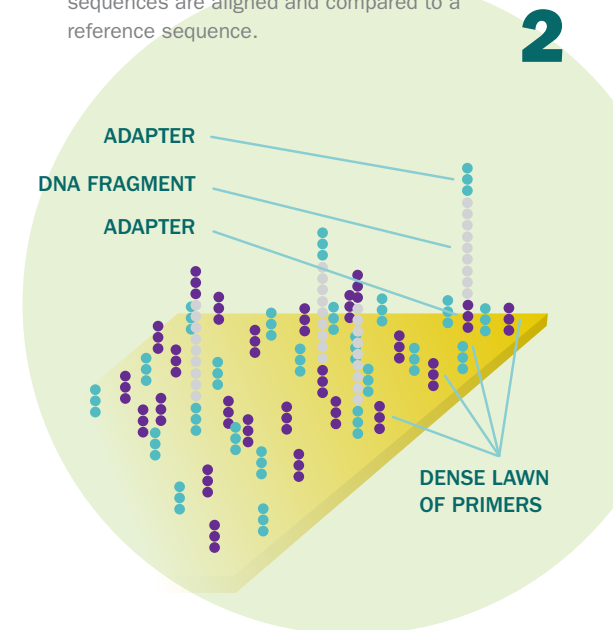 sequences are aligned and compared to a
reference sequence.
2
ADAPTER
DNA FRAGMENT
ADAPTER
DENSE LAWN
OF PRIMERS